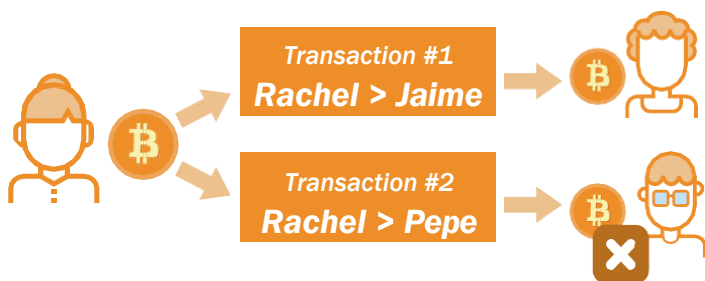 Transaction #1
Rachel > Jaime
Transaction #2
Rachel > Pepe